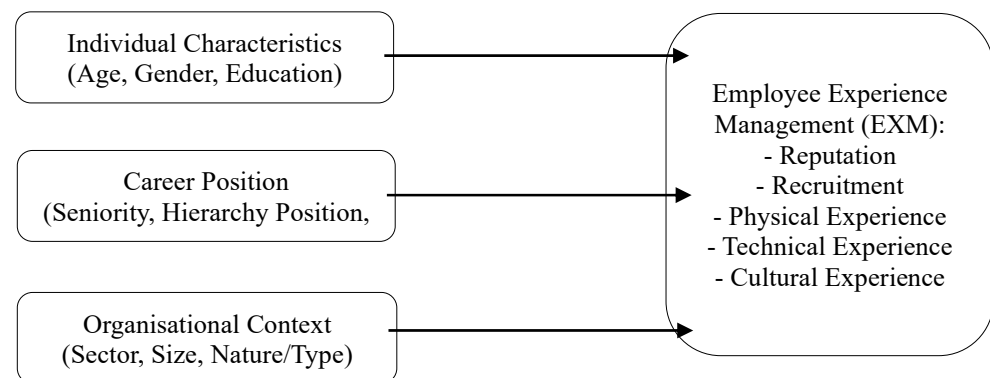 Individual Characteristics
(Age, Gender, Education)
Career Position
(Seniority, Hierarchy Position,
Organisational Context
(Sector, Size, Nature/Type)
Employee Experience
Management (EXM):
- Reputation
- Recruitment
- Physical Experience
- Technical Experience
- Cultural Experience